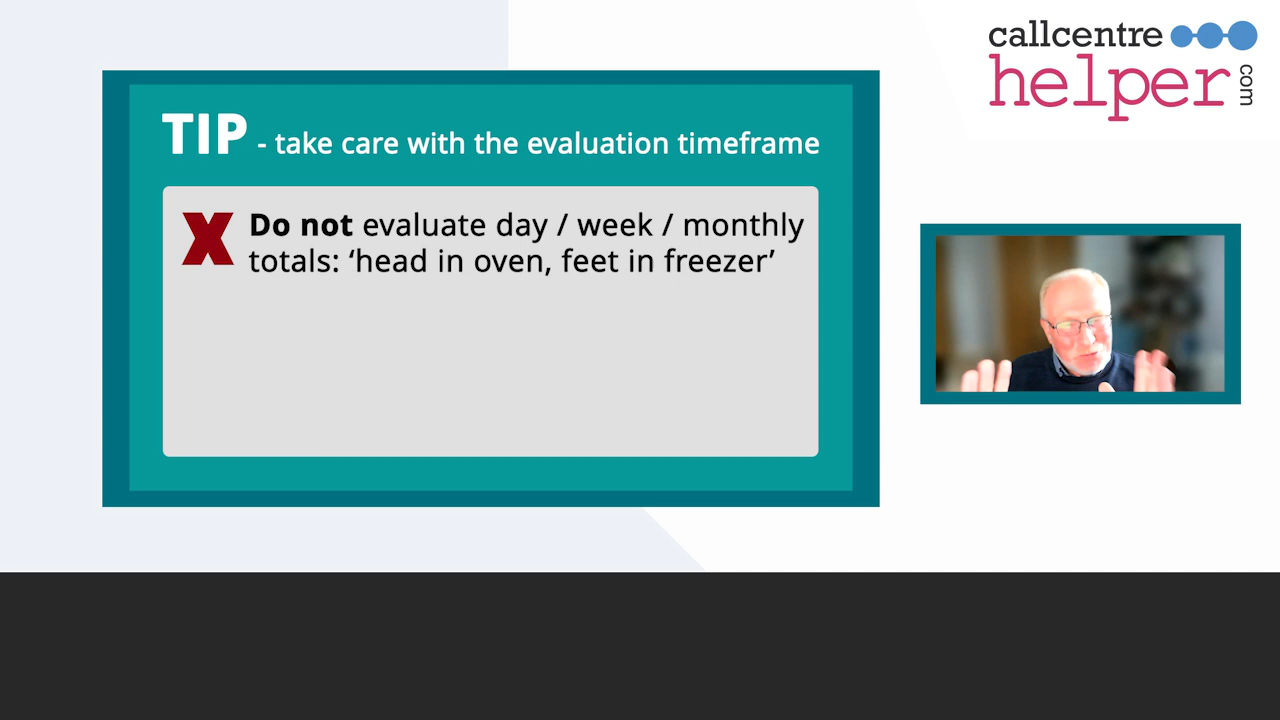 callcentre
helper
com
TIP - take care with the evaluation timeframe
X Do not evaluate day / week / monthly
totals: ‘head in oven, feet in freezer’